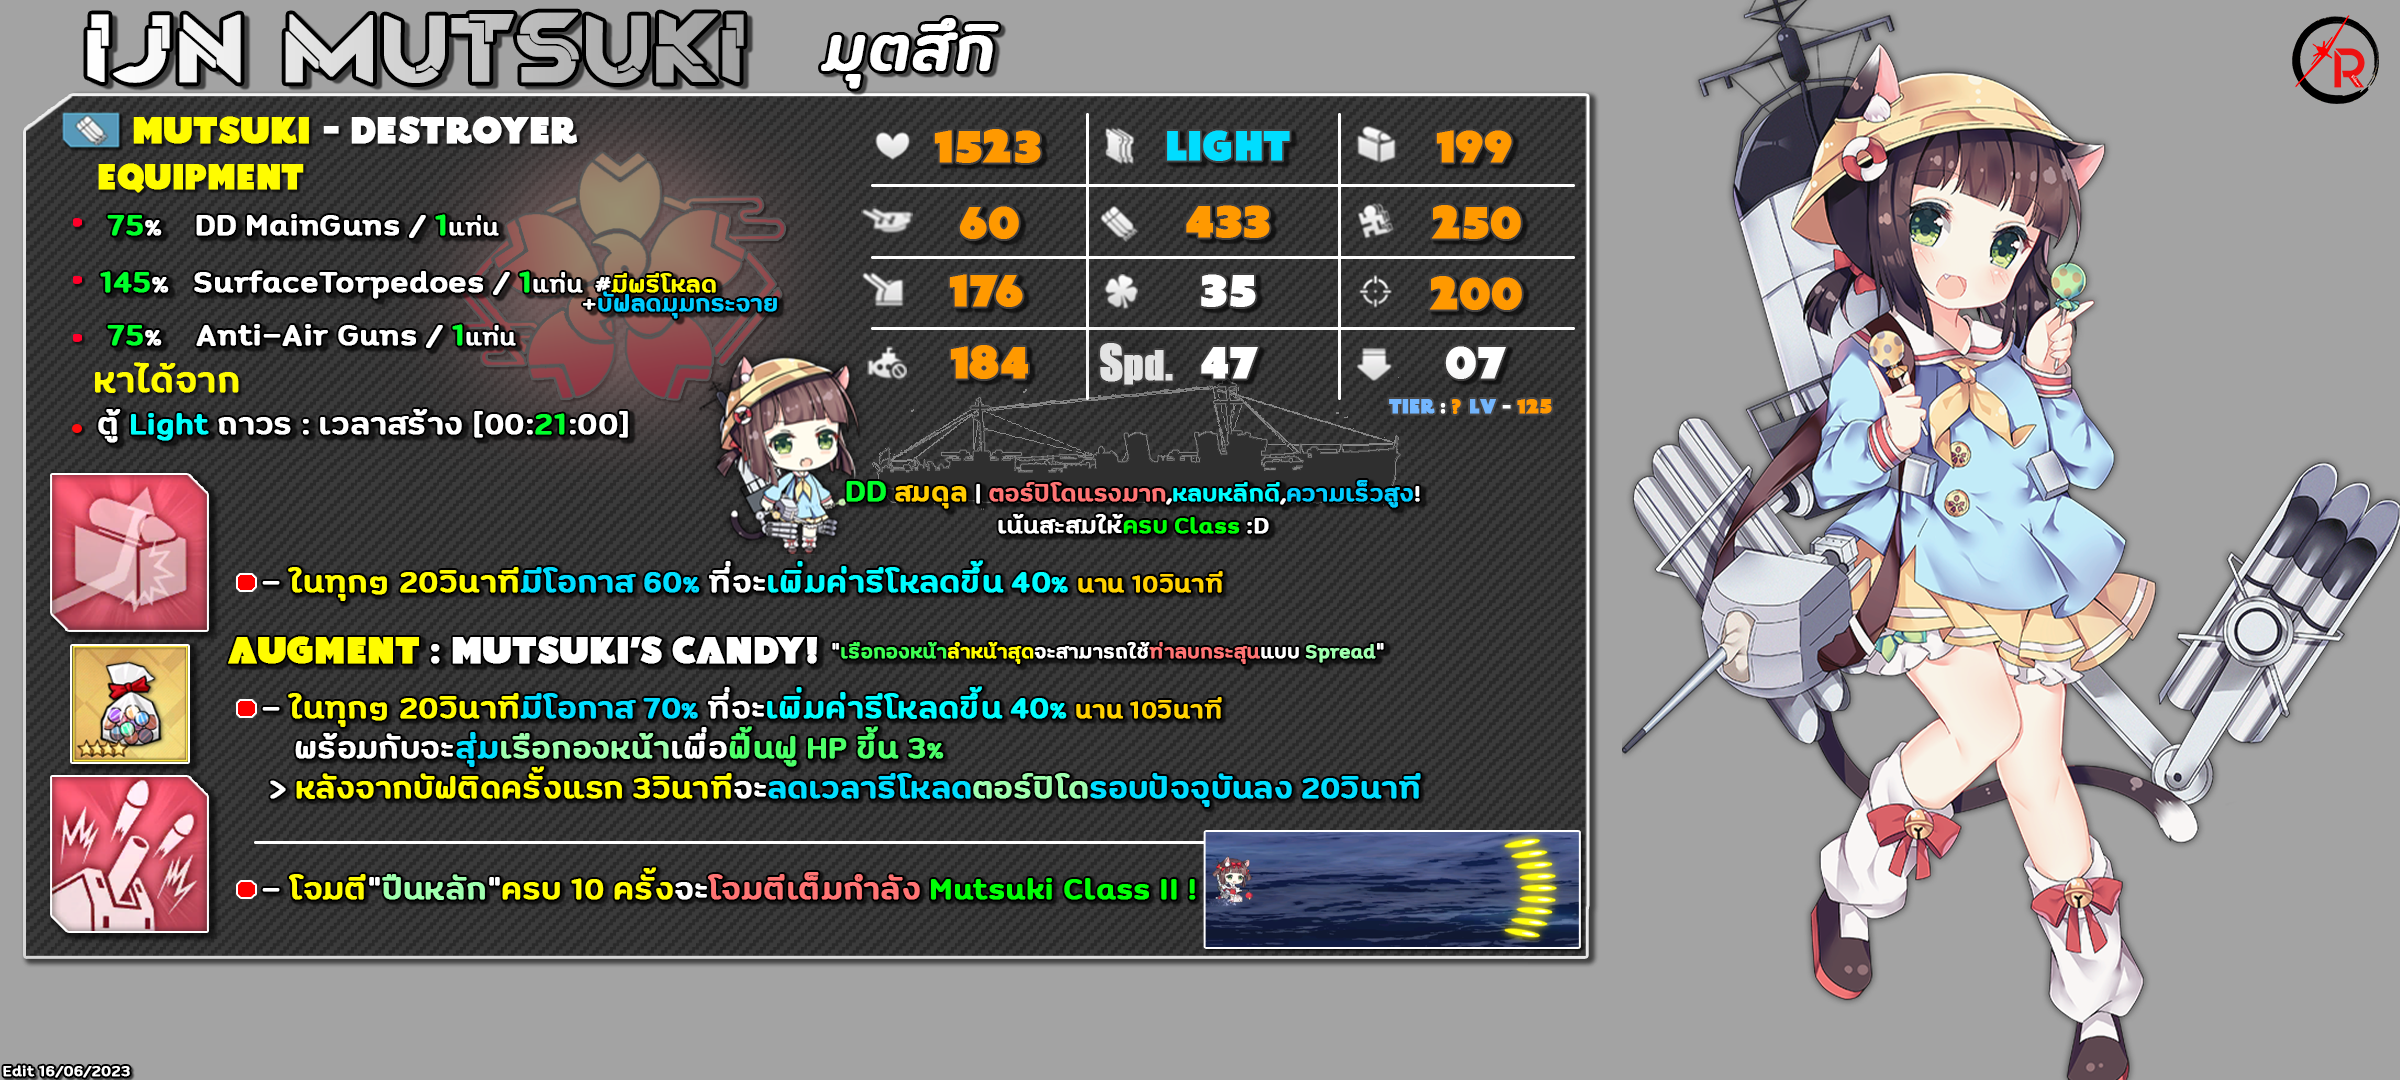 IJN MUTSUKI มุตสึกิ
R
MUTSUKI - DESTROYER
EQUIPMENT
75% DD MainGuns / 1แท่น
145% SurfaceTorpedoes / 1แท่น #มีพรีโหลด
+บัฟลดมุมกระจาย
75% Anti-Air Guns / 1แท่น
หาได้จาก
ตู้ Light ถาวร : เวลาสร้าง [00:21:00]
1523 LIGHT 199
60 433 250
176 35 200
184 Spd. 47 07
TIER : ? LV - 125
DD สมดุล | ตอร์ปิโดแรงมาก,หลบหลีกดี,ความเร็วสูง!
เน้นสะสมให้ครบ Class :D
- ในทุกๆ 20วินาทีมีโอกาส 60% ที่จะเพิ่มค่ารีโหลดขึ้น 40% นาน 10วินาที
AUGMENT : MUTSUKI'S CANDY! "เรือกองหน้าลำหน้าสุดจะสามารถใช้ท่าลบกระสุนแบบ Spread"
- ในทุกๆ 20วินาทีมีโอกาส 70% ที่จะเพิ่มค่ารีโหลดขึ้น 40% นาน 10วินาที
พร้อมกับจะสุ่มเรือกองหน้าเพื่อฟื้นฟู HP ขึ้น 3%
> หลังจากบัฟติดครั้งแรก 3วินาทีจะลดเวลารีโหลดตอร์ปิโดรอบปัจจุบันลง 20วินาที
- โจมตี"ปืนหลัก"ครบ 10 ครั้งจะโจมตีเต็มกำลัง Mutsuki Class II !
Edit 16/06/2023